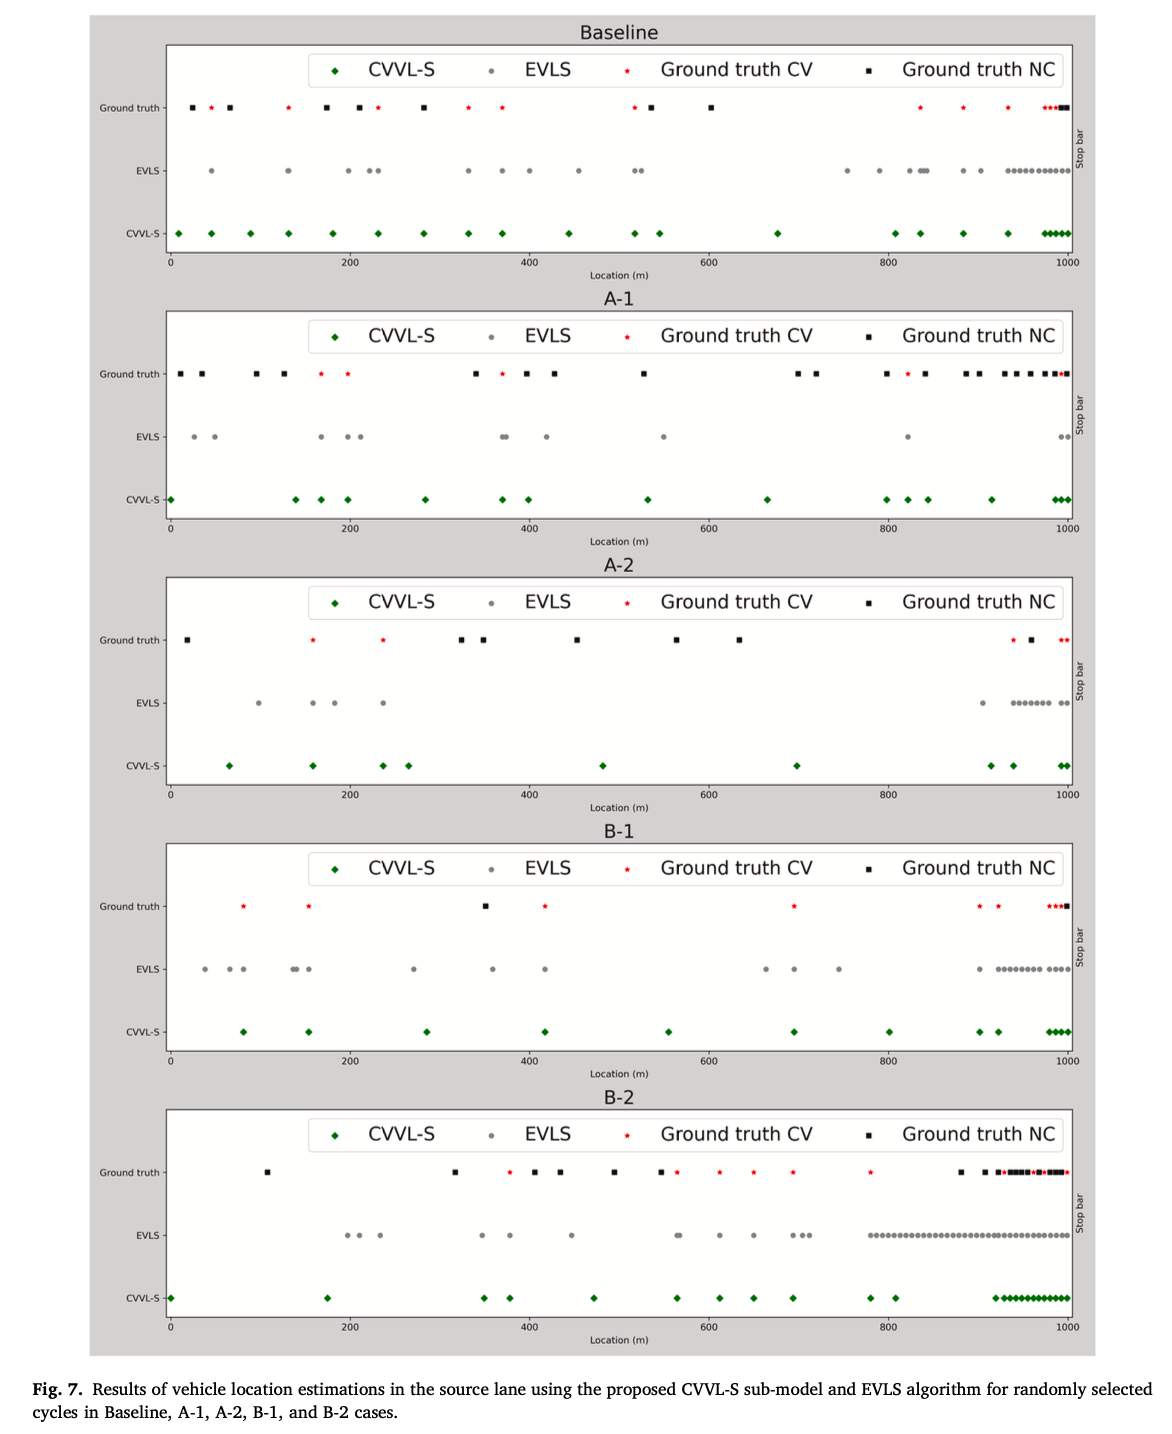 Baseline
CVVL-S EVLS Ground truth CV Ground truth NC
Ground truth
EVLS
CVVL-S
Stop bar
0 200 400 600 800 1000
Location (m)
A-1
CVVL-S EVLS Ground truth CV Ground truth NC
Ground truth
EVLS
CVVL-S
Stop bar
0 200 400 600 800 1000
Location (m)
A-2
CVVL-S EVLS Ground truth CV Ground truth NC
Ground truth
EVLS
CVVL-S
Stop bar
0 200 400 600 800 1000
Location (m)
B-1
CVVL-S EVLS Ground truth CV Ground truth NC
Ground truth
EVLS
CVVL-S
Stop bar
0 200 400 600 800 1000
Location (m)
B-2
CVVL-S EVLS Ground truth CV Ground truth NC
Ground truth
EVLS
CVVL-S
Stop bar
0 200 400 600 800 1000
Location (m)
Fig. 7. Results of vehicle location estimations in the source lane using the proposed CVVL-S sub-model and EVLS algorithm for randomly selected
cycles in Baseline, A-1, A-2, B-1, and B-2 cases.